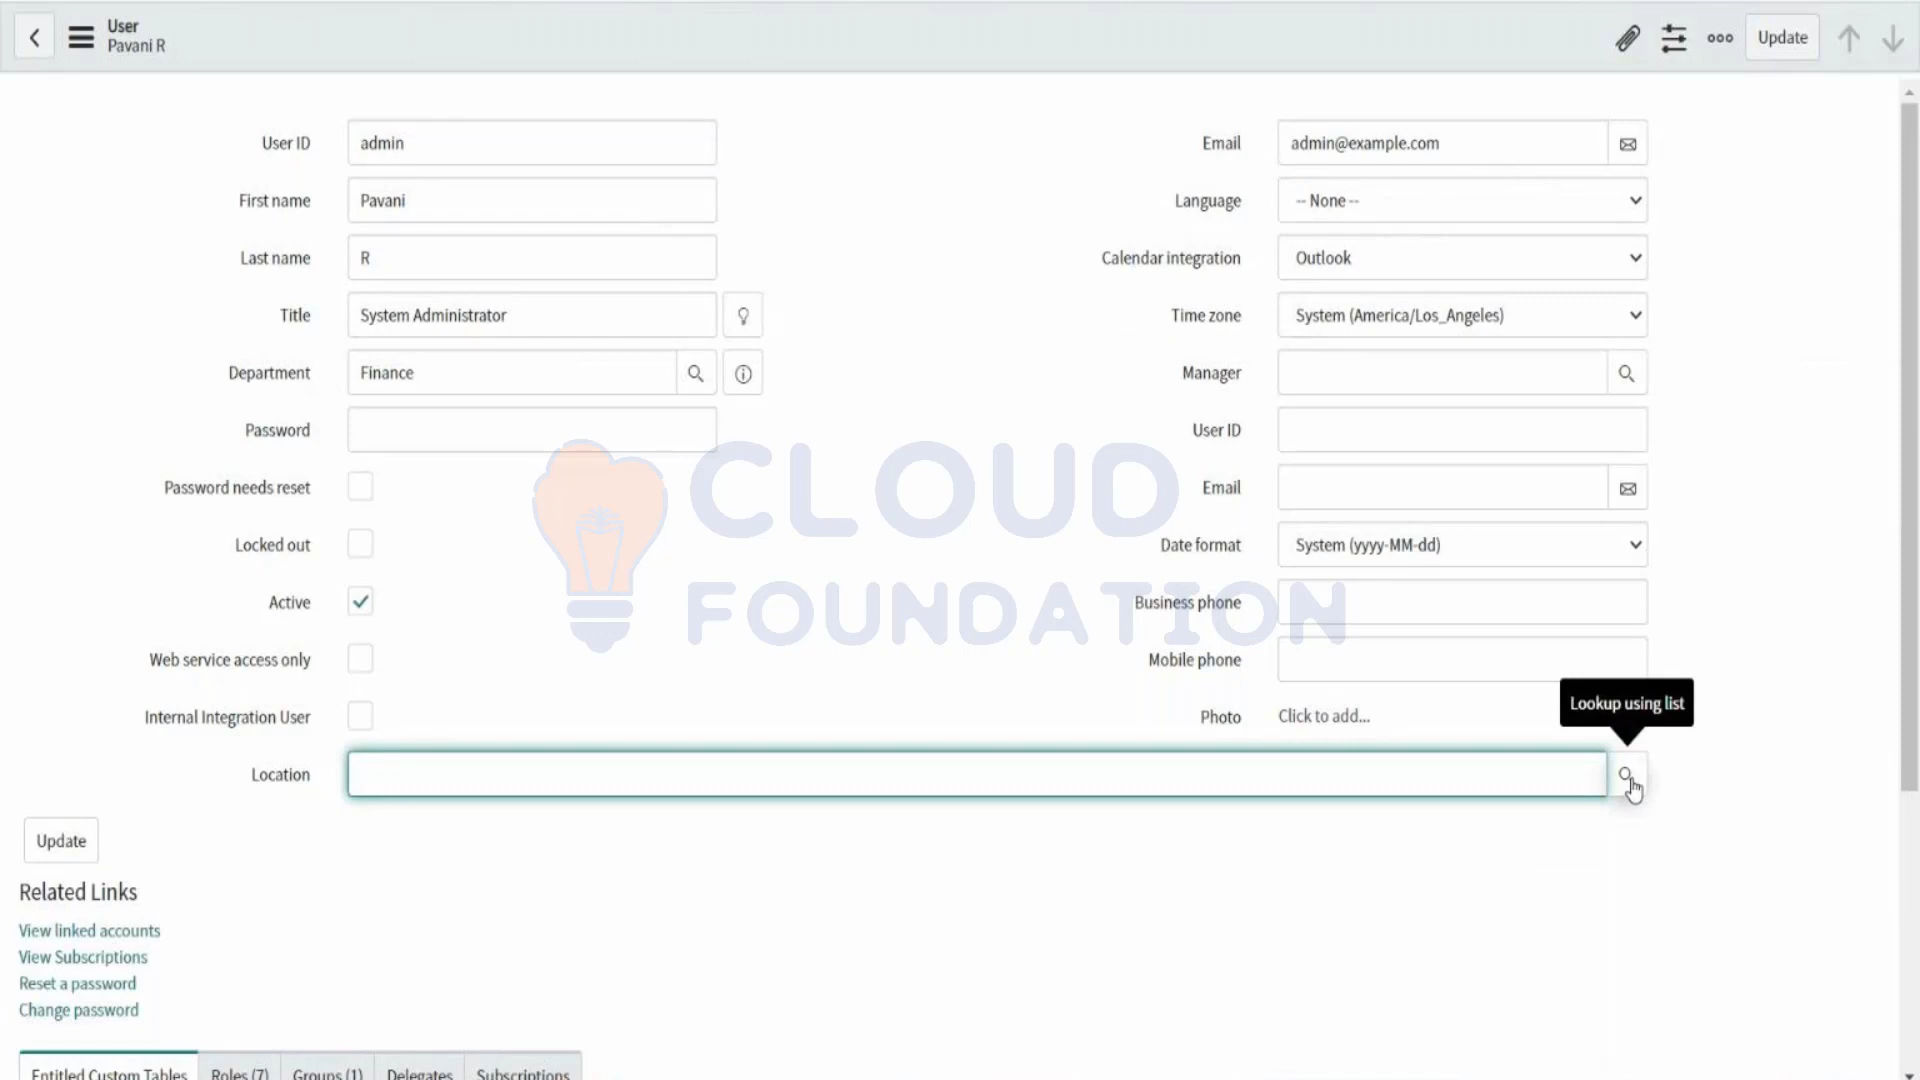 User
Pavani R
Update
User ID
admin
First name
Pavani
Last name
R
Title
System Administrator
Department
Finance
Password
Password needs reset
Locked out
Active
Web service access only
Internal Integration User
Location
Email
admin@example.com
Language
-- None --
Calendar integration
Outlook
Time zone
System (America/Los_Angeles)
Manager
User ID
Email
Date format
System (yyyy-MM-dd)
Business phone
Mobile phone
Photo
Click to add...
Lookup using list
CLOUD
FOUNDATION
Update
Related Links
View linked accounts
View Subscriptions
Reset a password
Change password
Entitled Custom Tables
Roles (7)
Groups (1)
Delegates
Subscriptions